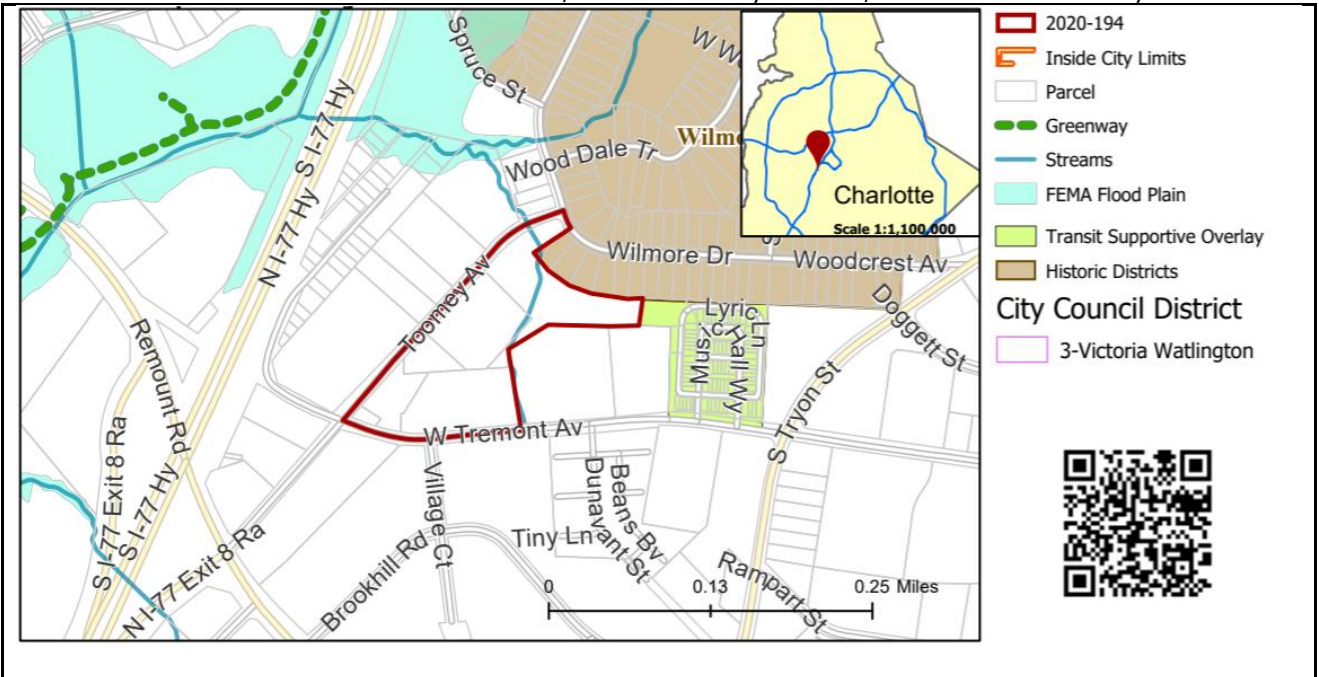 Spruce St
W W
S I-77 Hy
N I-77 Hy
Wood Dale Tr
Wilmo
Charlotte
Scale 1:1,100,000
Wilmore Dr
Woodcrest Av
S
Toomey Av
Lyric Ln
Music Hall Wy
Doggett St
Remount Rd
W Tremont Av
S Tryon St
S I-77 Exit 8 Ra
S I-77 Hy
N I-77 Exit 8 Ra
Village Ct
Brookhill Rd
Beans Bv
Dunavant St
Tiny Ln
Rampart St
0 0.13 0.25 Miles
2020-194
Inside City Limits
Parcel
Greenway
Streams
FEMA Flood Plain
Transit Supportive Overlay
Historic Districts
City Council District
3-Victoria Watlington